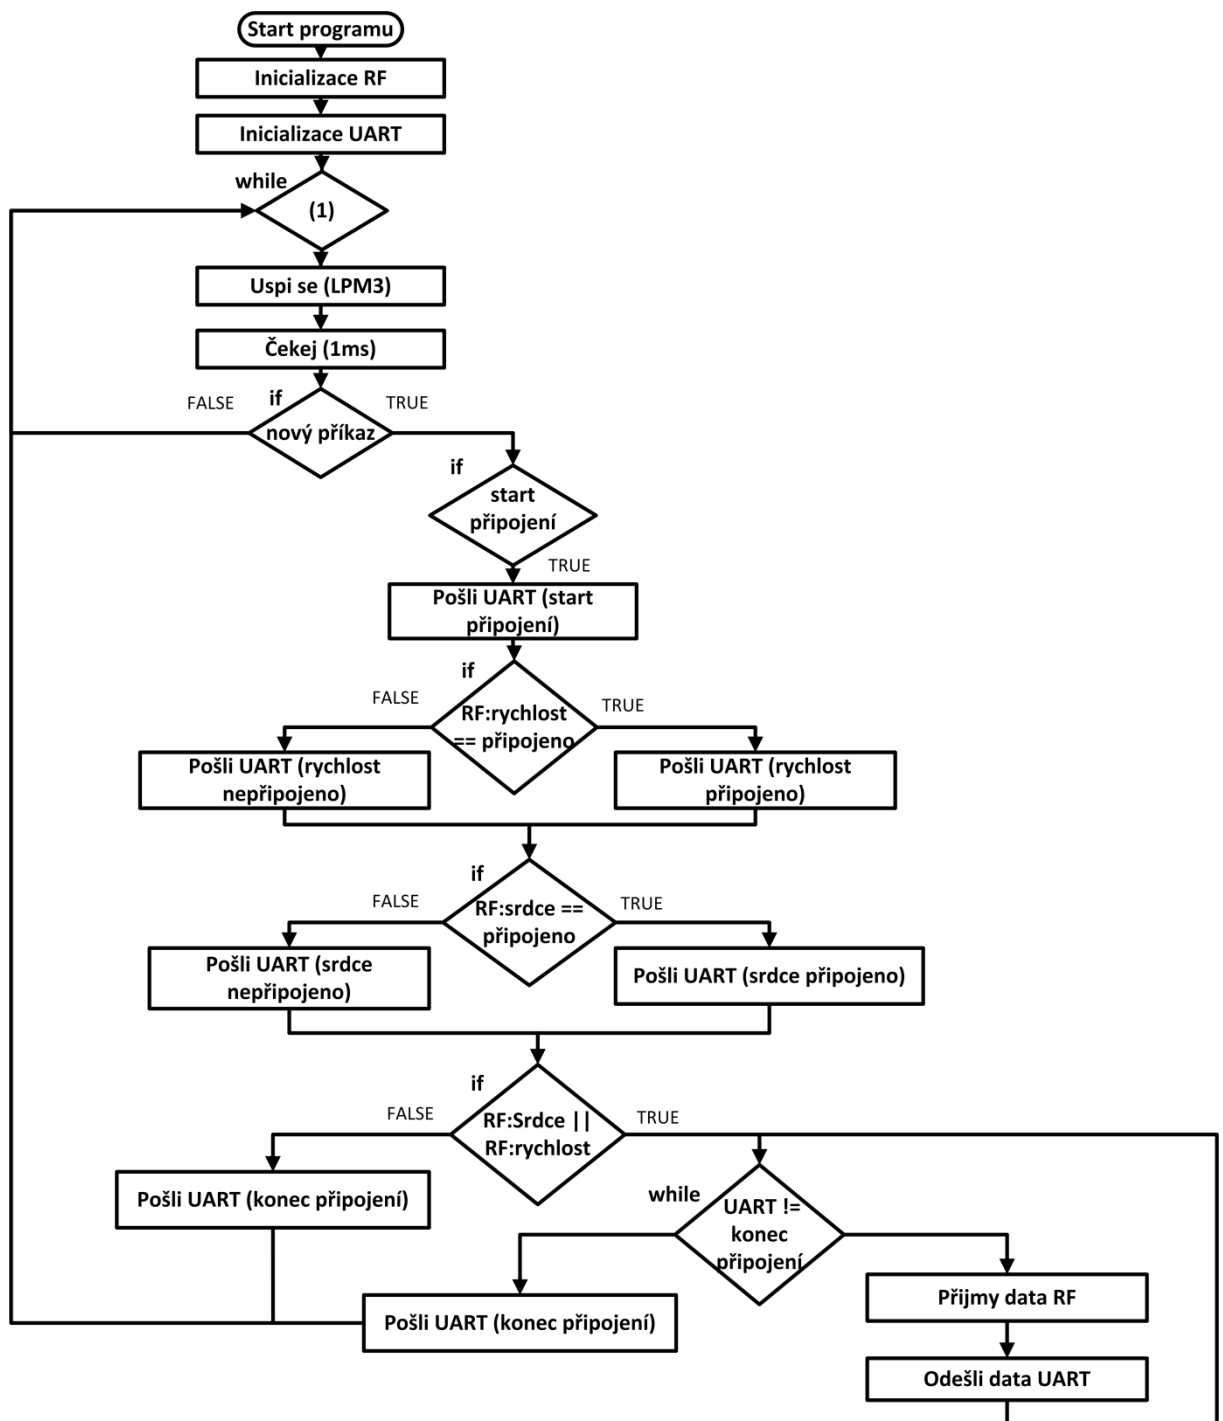 Start programu
Inicializace RF
Inicializace UART
while
(1)
Uspi se (LPM3)
Čekej (1ms)
FALSE
if
TRUE
nový příkaz
if
start
připojení
TRUE
Pošli UART (start
připojení)
if
FALSE
TRUE
RF:rychlost
== připojeno
Pošli UART (rychlost
nepřipojeno)
Pošli UART (rychlost
připojeno)
if
FALSE
TRUE
RF:srdce ==
připojeno
Pošli UART (srdce
nepřipojeno)
Pošli UART (srdce připojeno)
if
FALSE
TRUE
RF:Srdce ||
RF:rychlost
Pošli UART (konec připojení)
while
UART !=
konec
připojení
Přijmy data RF
Pošli UART (konec připojení)
Odešli data UART